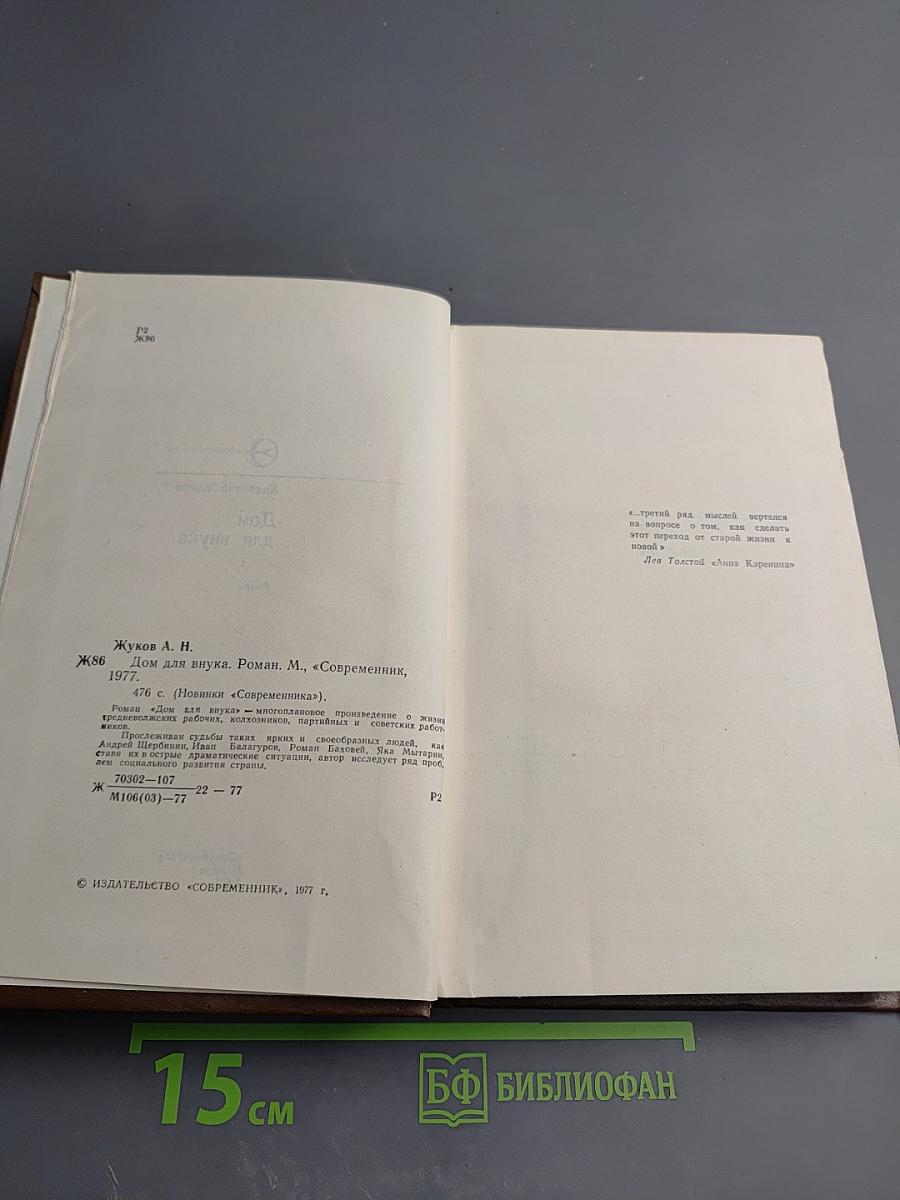 Р2
Ж86
Жуков А. Н.
Ж86 Дом для внука. Роман. М., «Современник,
1977.
476 с. (Новинки «Современника»).
Роман «Дом для внука» — многоплановое произведение о жизни
средневолжских рабочих, колхозников, партийных и советских работ-
ников.
Прослеживая судьбы таких ярких и своеобразных людей, как
Андрей Щербинин, Иван Балагуров, Роман Баховей, Яка Мытарин,
ставя их в острые драматические ситуации, автор исследует ряд проб-
лем социального развития страны.
Ж 70302—107
М106(03)—77 22 — 77
Р2
© ИЗДАТЕЛЬСТВО «СОВРЕМЕННИК», 1977 г.
«...третий ряд мыслей вертелся
на вопросе о том, как сделать
этот переход от старой жизни к
новой»
Лев Толстой «Анна Каренина»
15 см
БФ БИБЛИОФАН